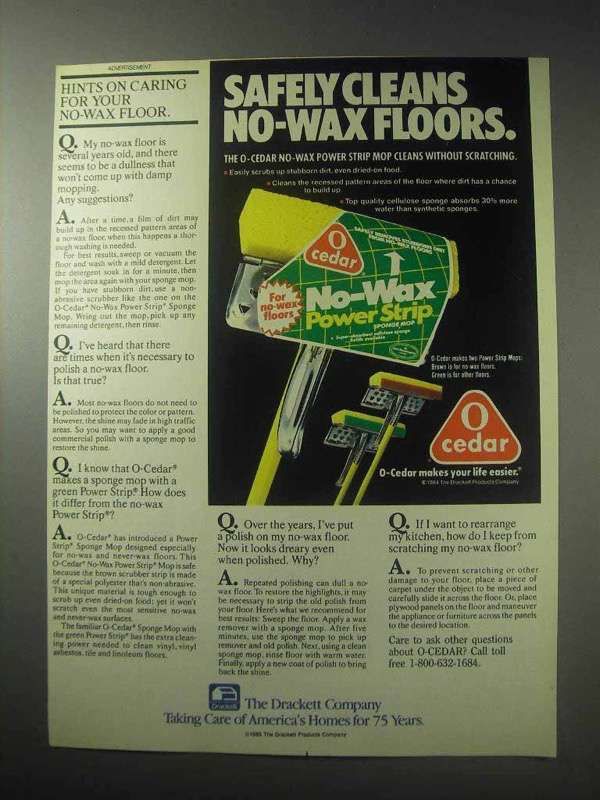 ADVERTISEMENT
HINTS ON CARING
FOR YOUR
NO-WAX FLOOR.
Q. My no-wax floor is
several years old, and there
seems to be a dullness that
won't come up with damp
mopping.
Any suggestions?
A. After a time, a film of dirt may
build up in the recessed pattern areas of
a no-wax floor, when this happens a thor-
ough washing is needed.
For best results, sweep or vacuum the
floor and wash with a mild detergent. Let
the detergent soak in for a minute, then
mop the area again with your sponge mop.
If you have stubborn dirt, use a non-
abrasive scrubber like the one on the
O-Cedar® No-Wax Power Strip® Sponge
Mop. Wring out the mop, pick up any
remaining detergent, then rinse.
Q. I've heard that there
are times when it's necessary to
polish a no-wax floor.
Is that true?
A. Most no-wax floors do not need to
be polished to protect the color or pattern.
However, the shine may fade in high traffic
areas. So you may want to apply a good
commercial polish with a sponge mop to
restore the shine.
Q. I know that O-Cedar®
makes a sponge mop with a
green Power Strip.® How does
it differ from the no-wax
Power Strip®?
A. O-Cedar® has introduced a Power
Strip® Sponge Mop designed especially
for no-wax and never-wax floors. This
O-Cedar® No-Wax Power Strip® Mop is safe
because the brown scrubber strip is made
of a special polyester that's non-abrasive.
This unique material is tough enough to
scrub up even dried-on food; yet it won't
scratch even the most sensitive no-wax
and never-wax surfaces.
The familiar O-Cedar® Sponge Mop with
the green Power Strip® has the extra clean-
ing power needed to clean vinyl, vinyl
asbestos, tile and linoleum floors.
SAFELY CLEANS
NO-WAX FLOORS.
THE O-CEDAR NO-WAX POWER STRIP MOP CLEANS WITHOUT SCRATCHING.
• Easily scrubs up stubborn dirt, even dried-on food.
• Cleans the recessed pattern areas of the floor where dirt has a chance
to build up.
• Top quality cellulose sponge absorbs 30% more
water than synthetic sponges.
O
cedar
SAFELY REMOVES STUBBORN DIRT
FROM NO-WAX FLOORS
For
no-wax
floors
No-Wax
Power Strip
SPONGE MOP
• Super-absorbent cellulose sponge
Refills available
O-Cedar makes two Power Strip Mops:
Brown is for no-wax floors.
Green is for other floors.
O
cedar
O-Cedar makes your life easier.®
©1984 The Drackett Products Company
Q. Over the years, I've put
a polish on my no-wax floor.
Now it looks dreary even
when polished. Why?
A. Repeated polishing can dull a no-
wax floor. To restore the highlights, it may
be necessary to strip the old polish from
your floor. Here's what we recommend for
best results: Sweep the floor. Apply a wax
remover with a sponge mop. After five
minutes, use the sponge mop to pick up
remover and old polish. Next, using a clean
sponge mop, rinse floor with warm water.
Finally, apply a new coat of polish to bring
back the shine.
Q. If I want to rearrange
my kitchen, how do I keep from
scratching my no-wax floor?
A. To prevent scratching or other
damage to your floor, place a piece of
carpet under the object to be moved and
carefully slide it across the floor. Or, place
plywood panels on the floor and maneuver
the appliance or furniture across the panels
to the desired location.
Care to ask other questions
about O-CEDAR? Call toll
free 1-800-632-1684.
Drackett
The Drackett Company
Taking Care of America's Homes for 75 Years.
©1985 The Drackett Products Company